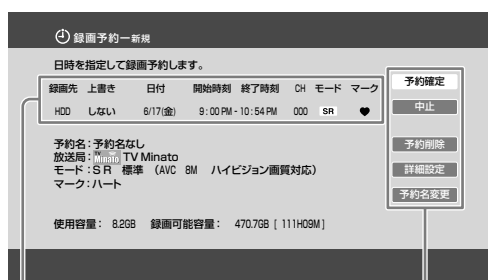 録画予約ー新規
日時を指定して録画予約します。
録画先 上書き 日付 開始時刻 終了時刻 CH モード マーク
HDD しない 6/17(金) 9:00 PM - 10:54 PM 000 SR ♥
予約確定
中止
予約削除
詳細設定
予約名変更
予約名:予約名なし
放送局: TV Minato TV Minato
モード:SR 標準 (AVC 8M ハイビジョン画質対応)
マーク:ハート
使用容量: 8.2GB 録画可能容量: 470.7GB [ 111H09M ]